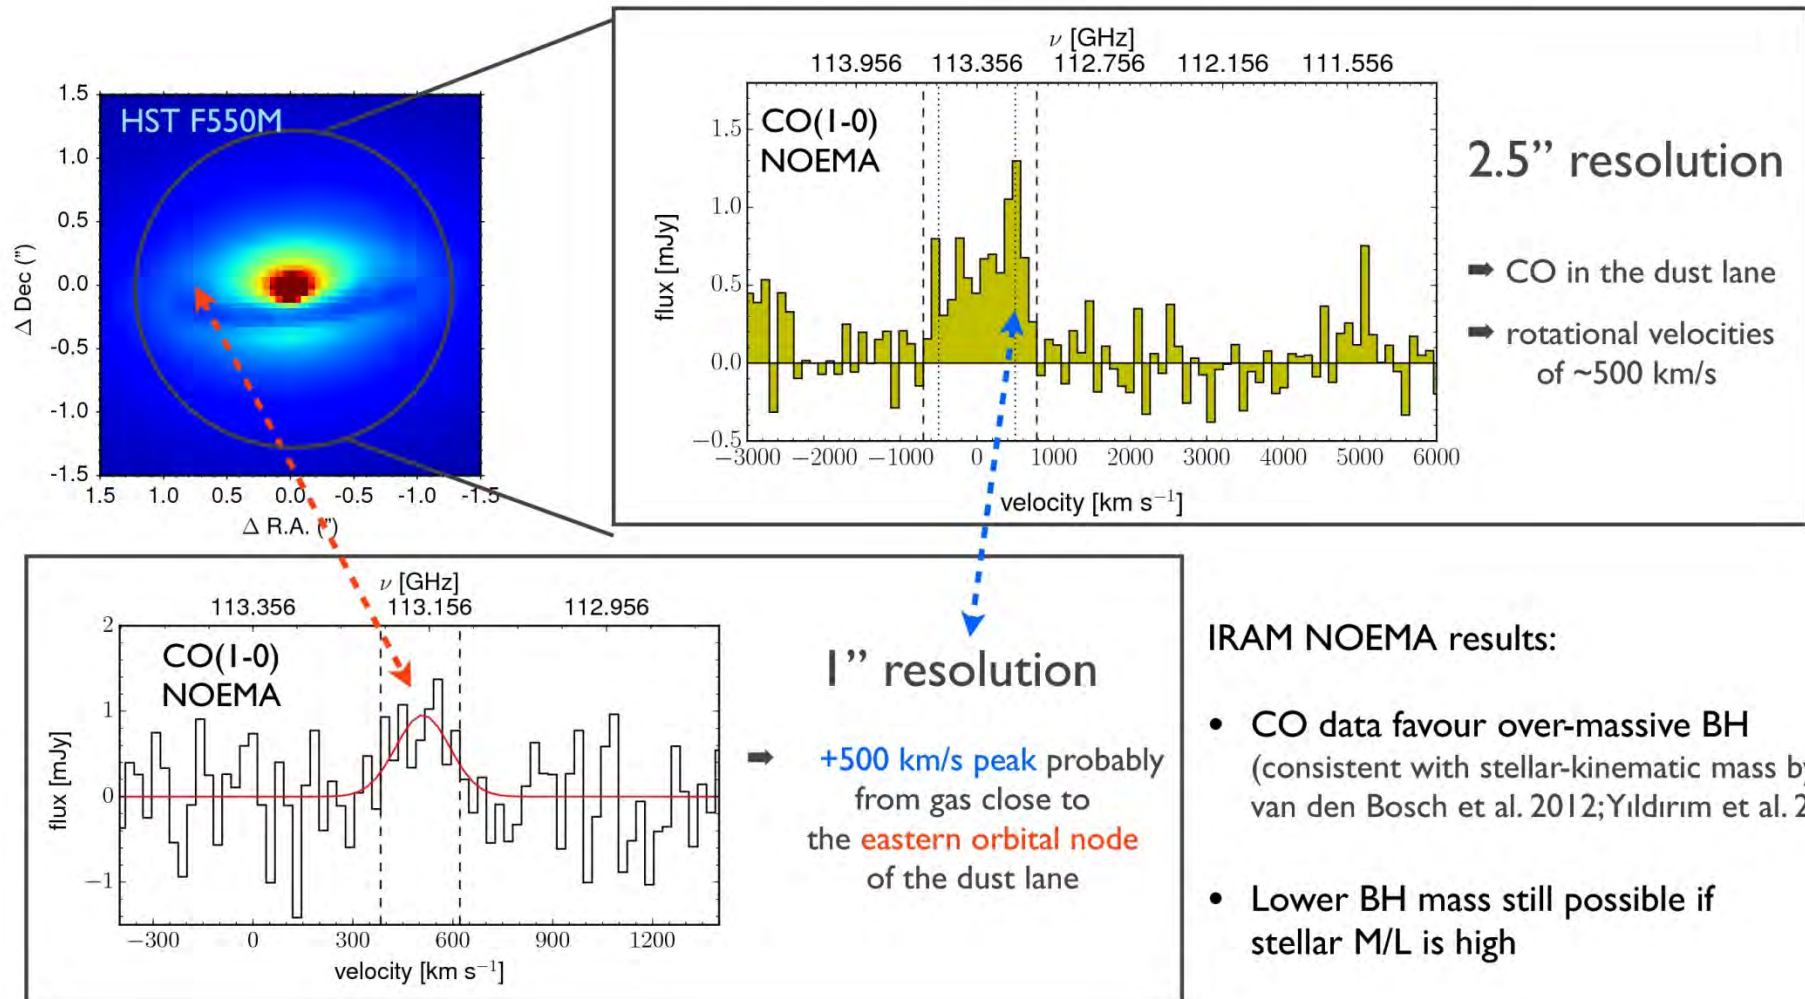 HST F550M
1.5
1.0
0.5
0.0
-0.5
-1.0
-1.5
Δ Dec (")
1.5 1.0 0.5 0.0 -0.5 -1.0 -1.5
Δ R.A. (")
ν [GHz]
113.956 113.356 112.756 112.156 111.556
CO(1-0)
NOEMA
1.5
1.0
0.5
0.0
−0.5
flux [mJy]
−3000 −2000 −1000 0 1000 2000 3000 4000 5000 6000
velocity [km s⁻¹]
2.5” resolution
➡ CO in the dust lane
➡ rotational velocities
of ~500 km/s
ν [GHz]
113.356 113.156 112.956
CO(1-0)
NOEMA
2
1
0
−1
flux [mJy]
−300 0 300 600 900 1200
velocity [km s⁻¹]
1” resolution
➡ +500 km/s peak probably
from gas close to
the eastern orbital node
of the dust lane
IRAM NOEMA results:
• CO data favour over-massive BH
(consistent with stellar-kinematic mass by
van den Bosch et al. 2012; Yıldırım et al. 2
• Lower BH mass still possible if
stellar M/L is high